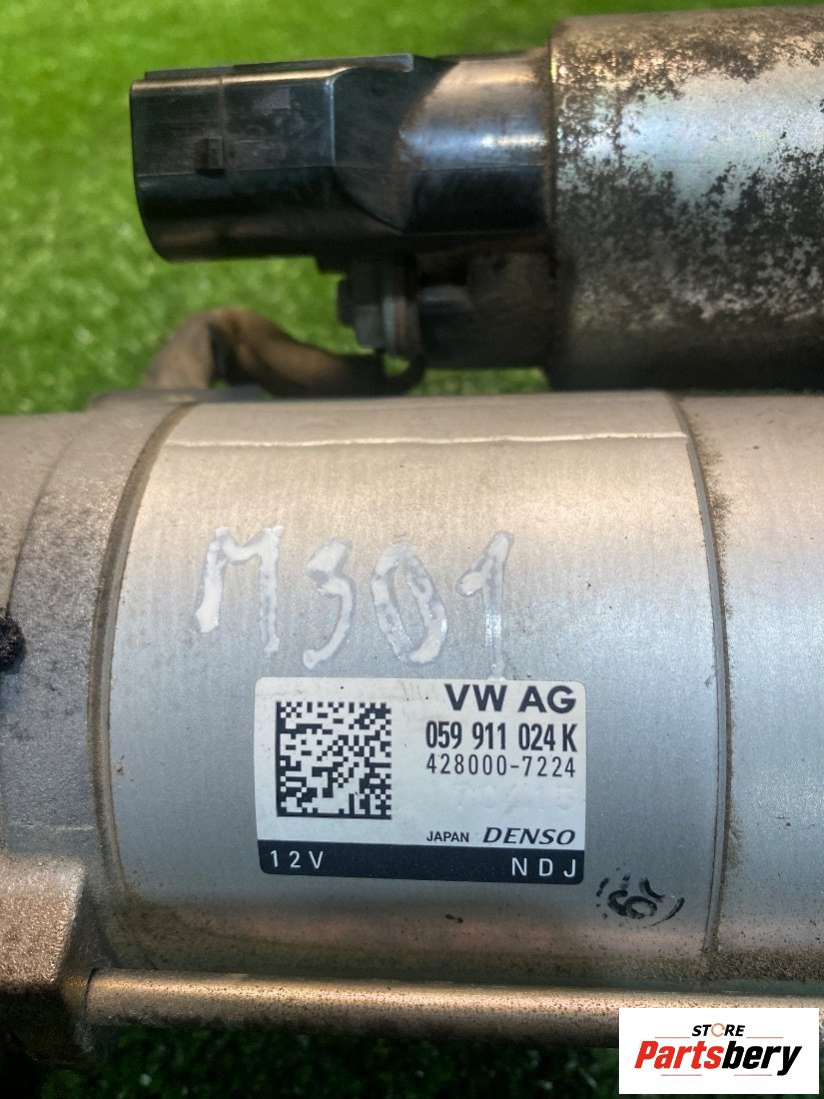 M301
VW AG
059 911 024 K
428000-7224
JAPAN DENSO
12V NDJ
STORE
Partsbery